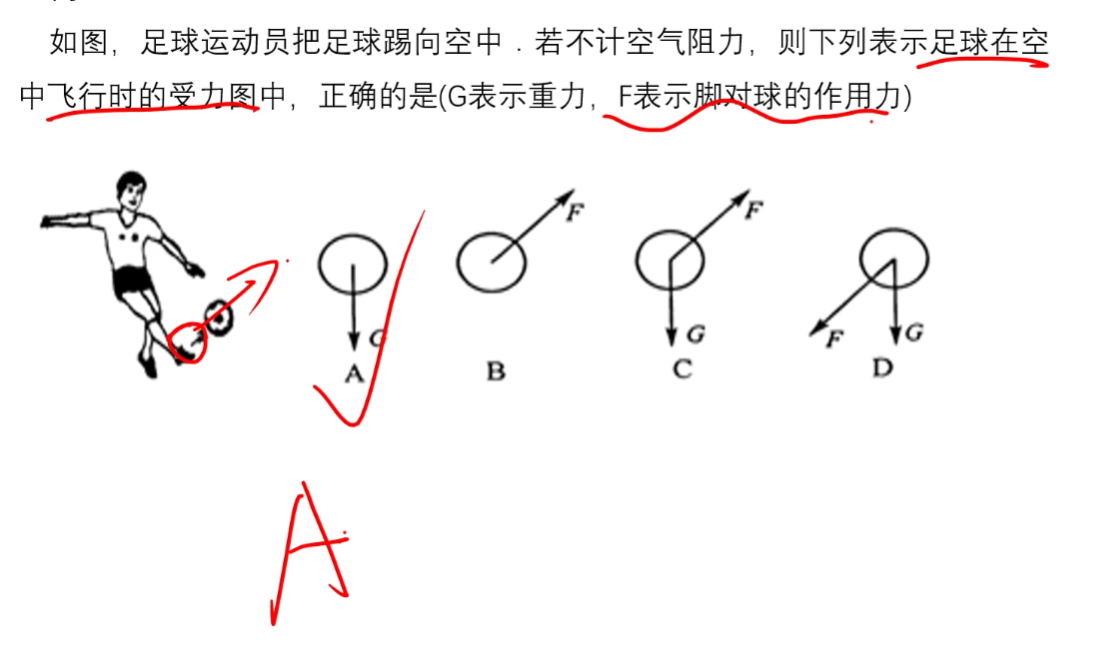 如图，足球运动员把足球踢向空中．若不计空气阻力，则下列表示足球在空
中飞行时的受力图中，正确的是(G表示重力，F表示脚对球的作用力)
F
F
G
G
F
G
A
B
C
D
A